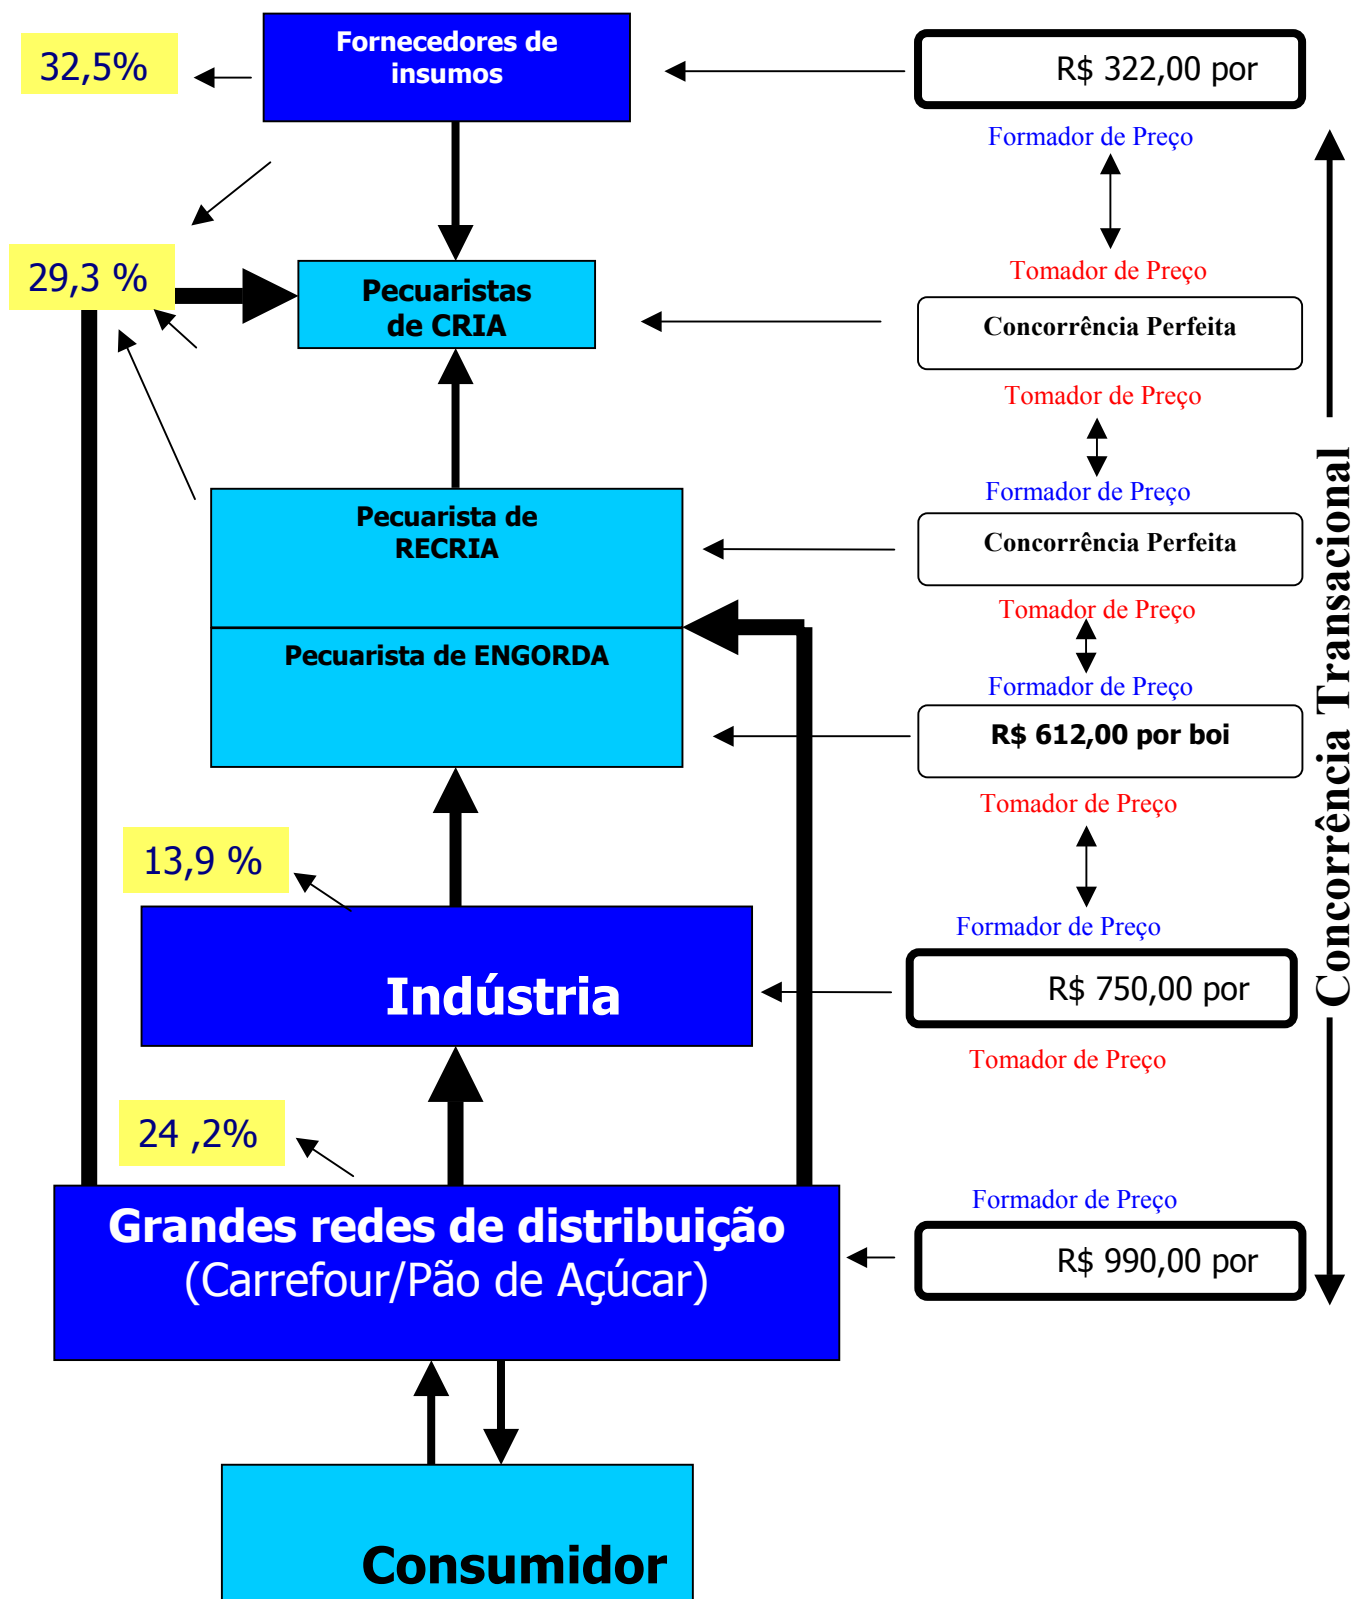 Fornecedores de
insumos
32,5%
R$ 322,00 por
Formador de Preço
Tomador de Preço
29,3 %
Pecuaristas
de CRIA
Concorrência Perfeita
Tomador de Preço
Formador de Preço
Pecuarista de
RECRIA
Concorrência Perfeita
Tomador de Preço
Pecuarista de ENGORDA
Formador de Preço
R$ 612,00 por boi
Tomador de Preço
13,9 %
Formador de Preço
Indústria
R$ 750,00 por
Tomador de Preço
24 ,2%
Formador de Preço
Grandes redes de distribuição
(Carrefour/Pão de Açúcar)
R$ 990,00 por
Consumidor
Concorrência Transacional